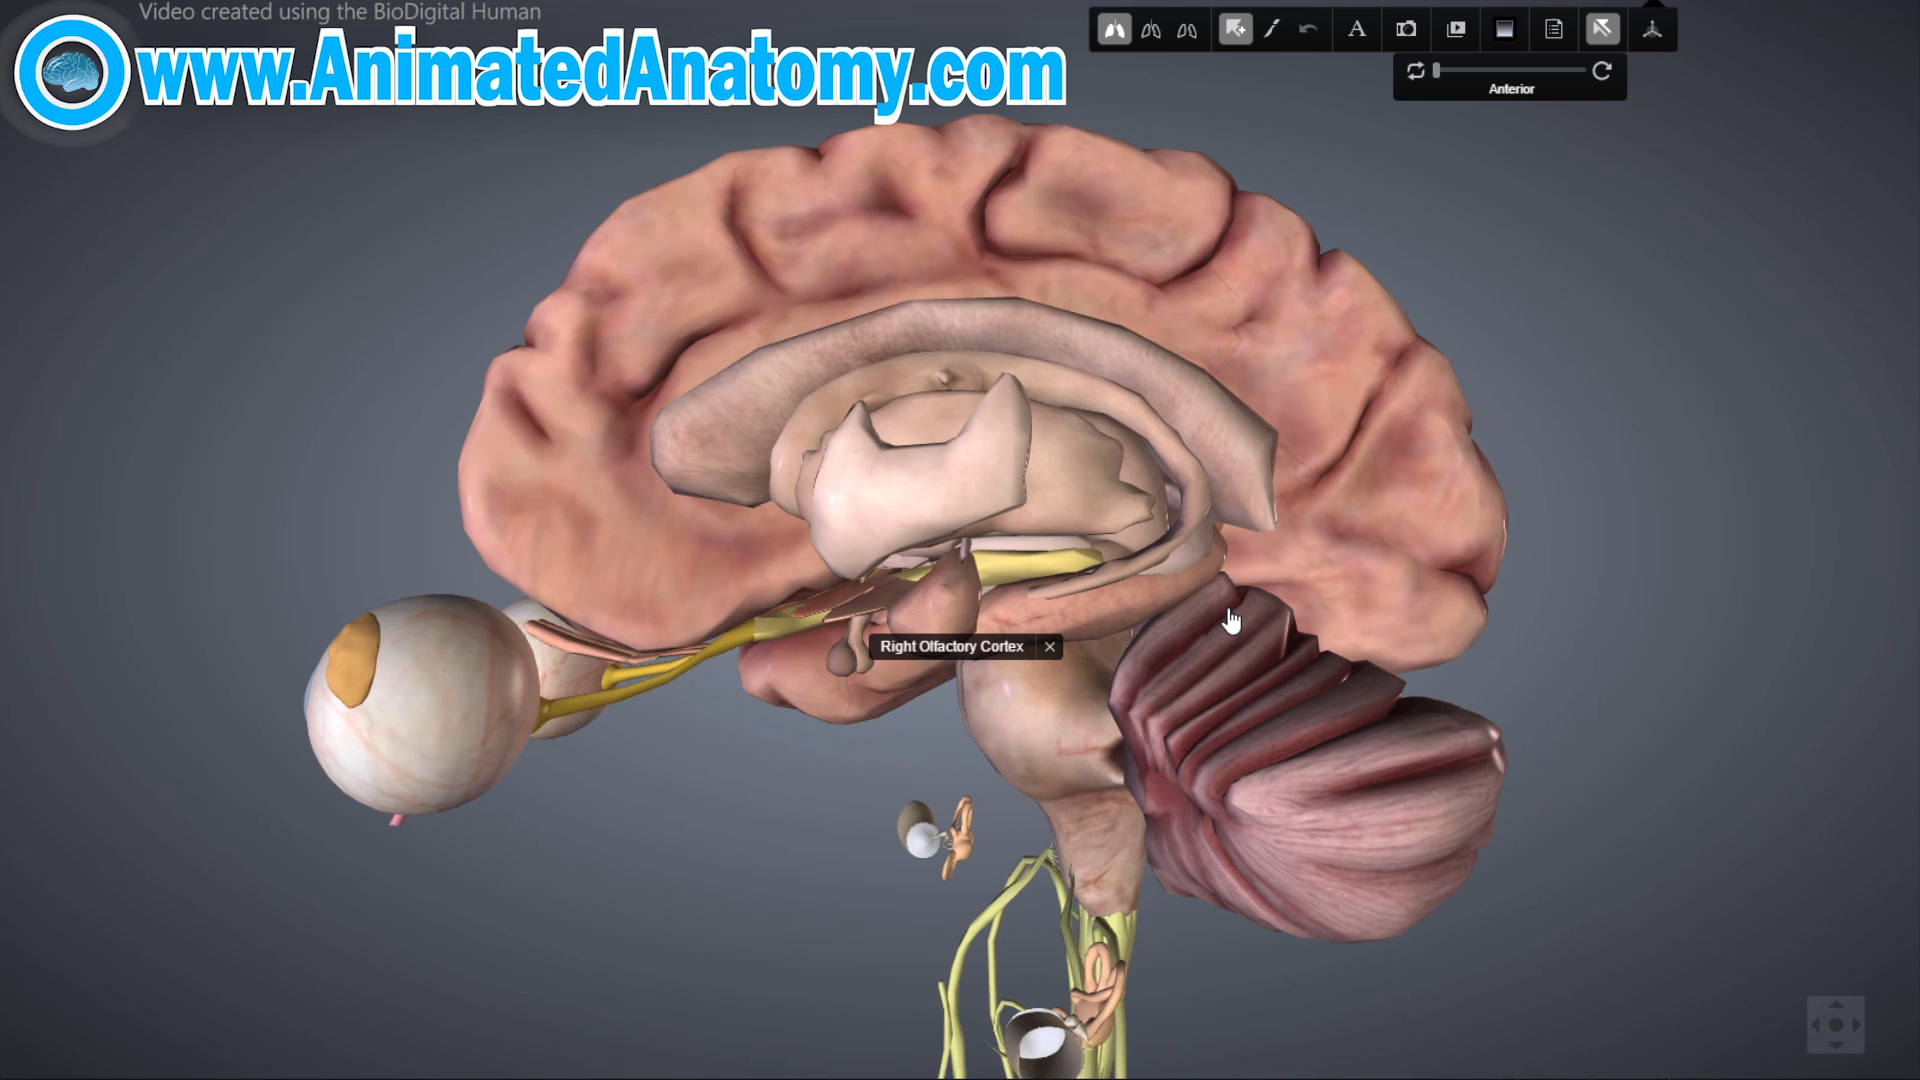 Video created using the BioDigital Human
www.AnimatedAnatomy.com
A
Anterior
Right Olfactory Cortex